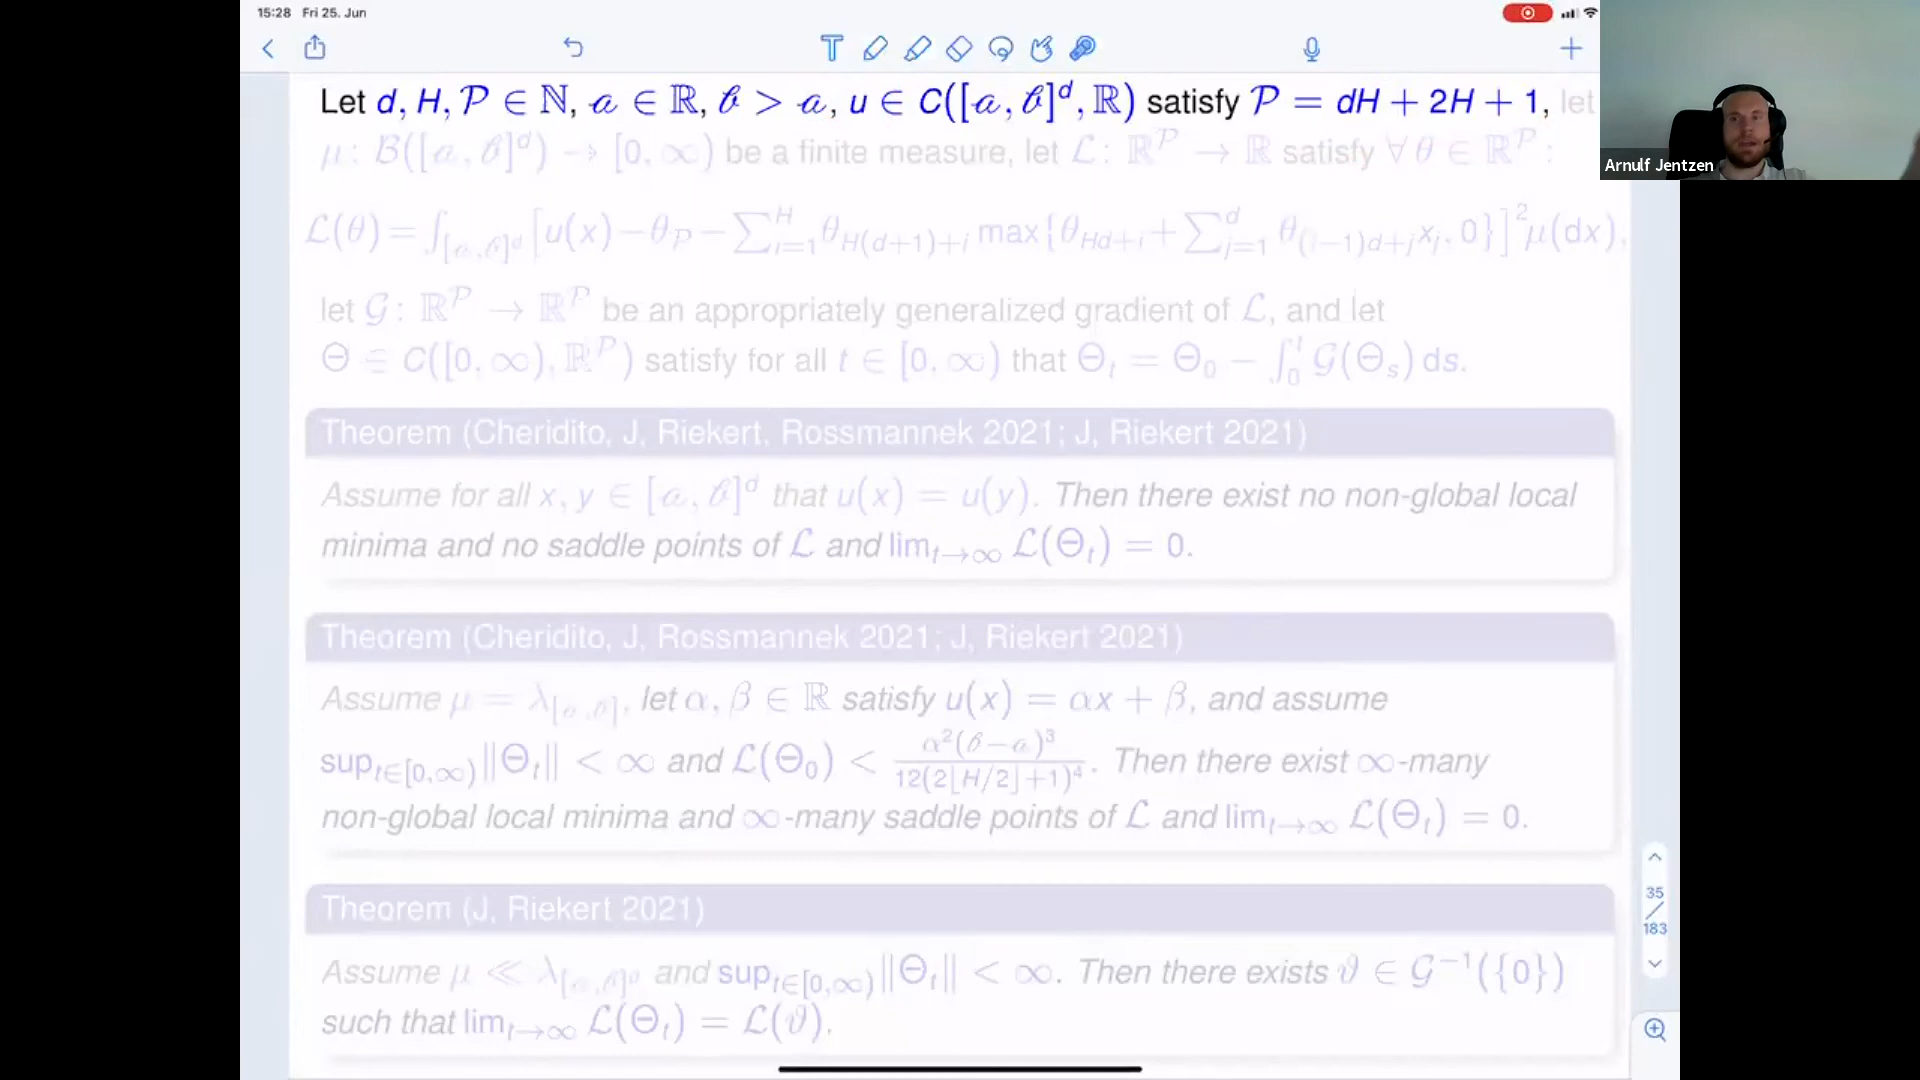 15:28 Fri 25. Jun
Let d, H, 𝒫 ∈ ℕ, 𝒶 ∈ ℝ, 𝒷 > 𝒶, u ∈ C([𝒶, 𝒷]^d, ℝ) satisfy 𝒫 = dH + 2H + 1, let
μ: ℬ([𝒶, 𝒷]^d) → [0, ∞) be a finite measure, let ℒ: ℝ^𝒫 → ℝ satisfy ∀ θ ∈ ℝ^𝒫:
ℒ(θ) = ∫_{[𝒶,𝒷]^d} [u(x) − θ_𝒫 − ∑_{i=1}^H θ_{H(d+1)+i} max{θ_{Hd+i} + ∑_{j=1}^d θ_{(i−1)d+j} x_j, 0}]^2 μ(dx),
let 𝒢: ℝ^𝒫 → ℝ^𝒫 be an appropriately generalized gradient of ℒ, and let
Θ ∈ C([0, ∞), ℝ^𝒫) satisfy for all t ∈ [0, ∞) that Θ_t = Θ_0 − ∫_0^t 𝒢(Θ_s) ds.
Theorem (Cheridito, J, Riekert, Rossmannek 2021; J, Riekert 2021)
Assume for all x, y ∈ [𝒶, 𝒷]^d that u(x) = u(y). Then there exist no non-global local
minima and no saddle points of ℒ and lim_{t→∞} ℒ(Θ_t) = 0.
Theorem (Cheridito, J, Rossmannek 2021; J, Riekert 2021)
Assume μ = λ_{[𝒶,𝒷]}, let α, β ∈ ℝ satisfy u(x) = αx + β, and assume
sup_{t∈[0,∞)} ‖Θ_t‖ < ∞ and ℒ(Θ_0) < α^2(𝒷−𝒶)^3 / 12(2⌊H/2⌋+1)^4. Then there exist ∞-many
non-global local minima and ∞-many saddle points of ℒ and lim_{t→∞} ℒ(Θ_t) = 0.
Theorem (J, Riekert 2021)
Assume μ ≪ λ_{[𝒶,𝒷]^d} and sup_{t∈[0,∞)} ‖Θ_t‖ < ∞. Then there exists ϑ ∈ 𝒢^{−1}({0})
such that lim_{t→∞} ℒ(Θ_t) = ℒ(ϑ).
35
/
183
Arnulf Jentzen